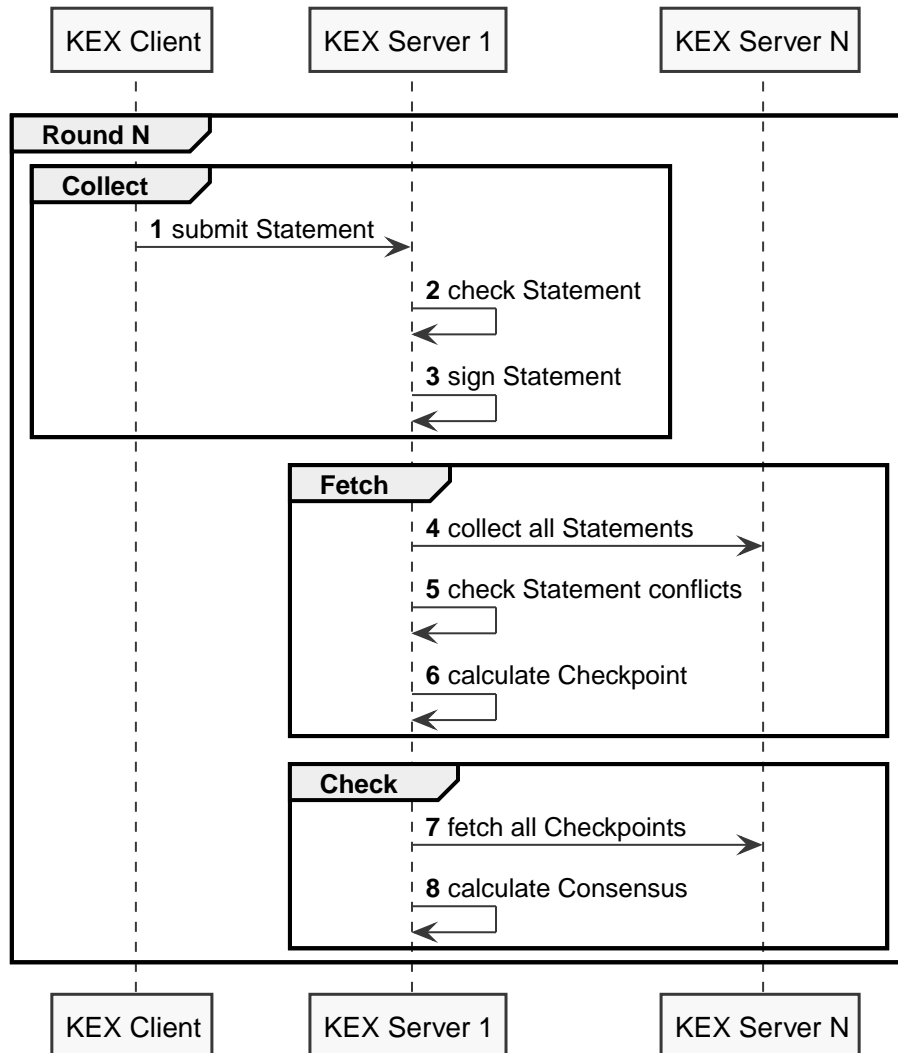 KEX Client
KEX Server 1
KEX Server N
Round N
Collect
1 submit Statement
2 check Statement
3 sign Statement
Fetch
4 collect all Statements
5 check Statement conflicts
6 calculate Checkpoint
Check
7 fetch all Checkpoints
8 calculate Consensus
KEX Client
KEX Server 1
KEX Server N